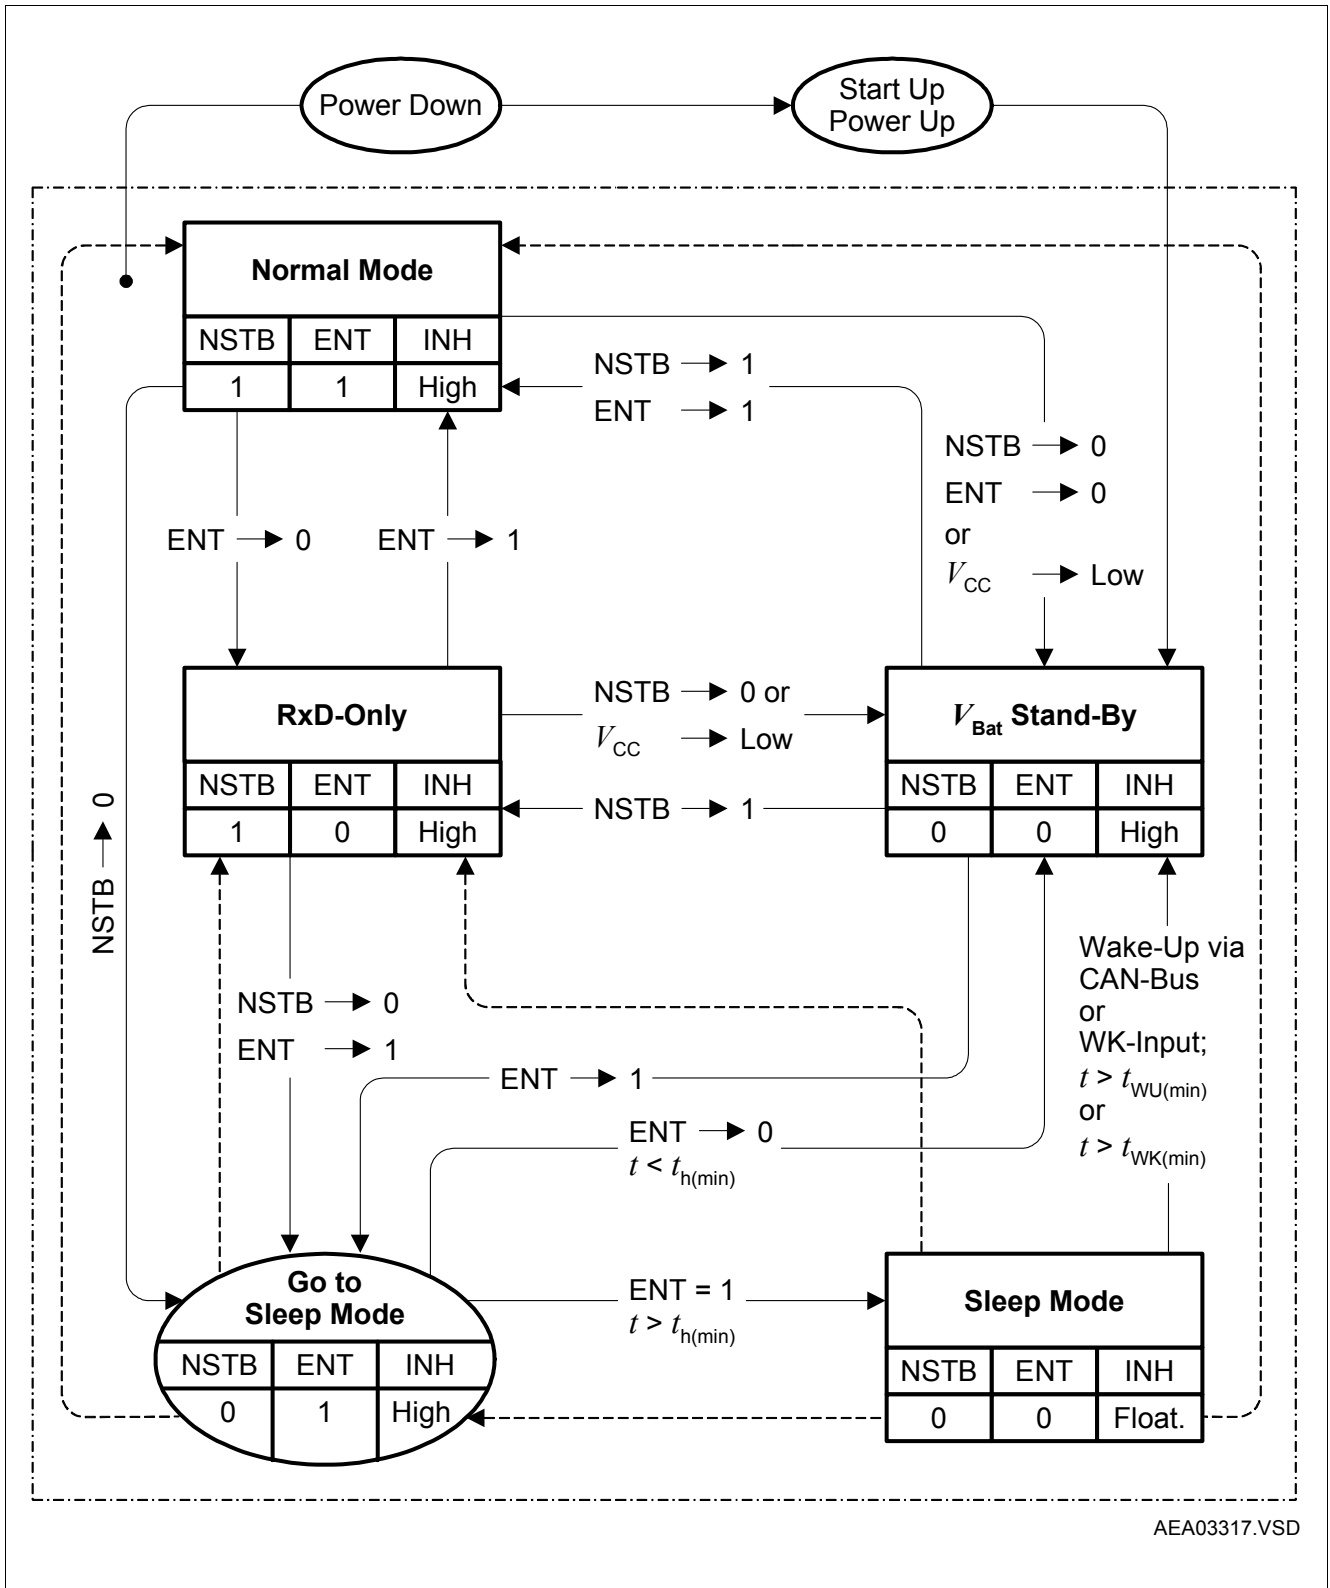 Power Down
Start Up
Power Up
Normal Mode
NSTB ENT INH
1 1 High
NSTB → 1
ENT → 1
NSTB → 0
ENT → 0
or
VCC → Low
ENT → 0
ENT → 1
RxD-Only
NSTB ENT INH
1 0 High
NSTB → 0 or
VCC → Low
NSTB → 1
VBat Stand-By
NSTB ENT INH
0 0 High
NSTB → 0
NSTB → 0
ENT → 1
ENT → 1
ENT → 0
t < th(min)
Wake-Up via
CAN-Bus
or
WK-Input;
t > tWU(min)
or
t > tWK(min)
Go to
Sleep Mode
NSTB ENT INH
0 1 High
ENT = 1
t > th(min)
Sleep Mode
NSTB ENT INH
0 0 Float.
AEA03317.VSD